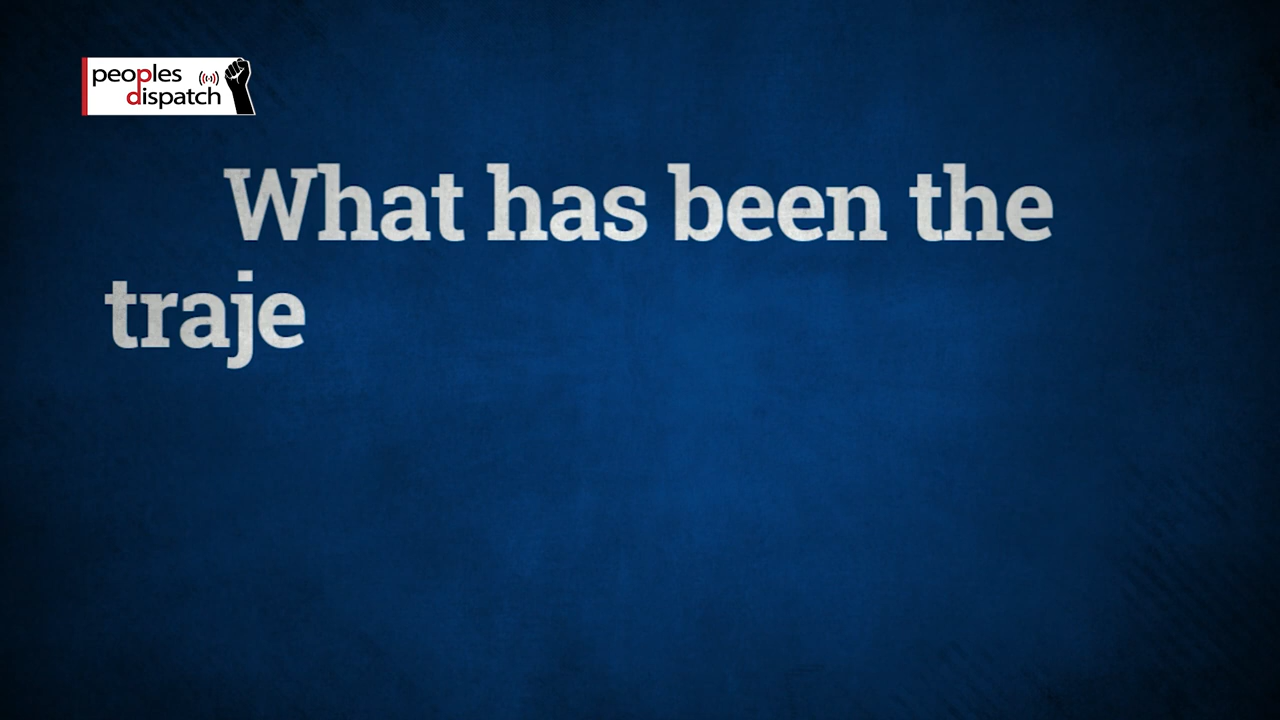 peoples
dispatch
What has been the
traje